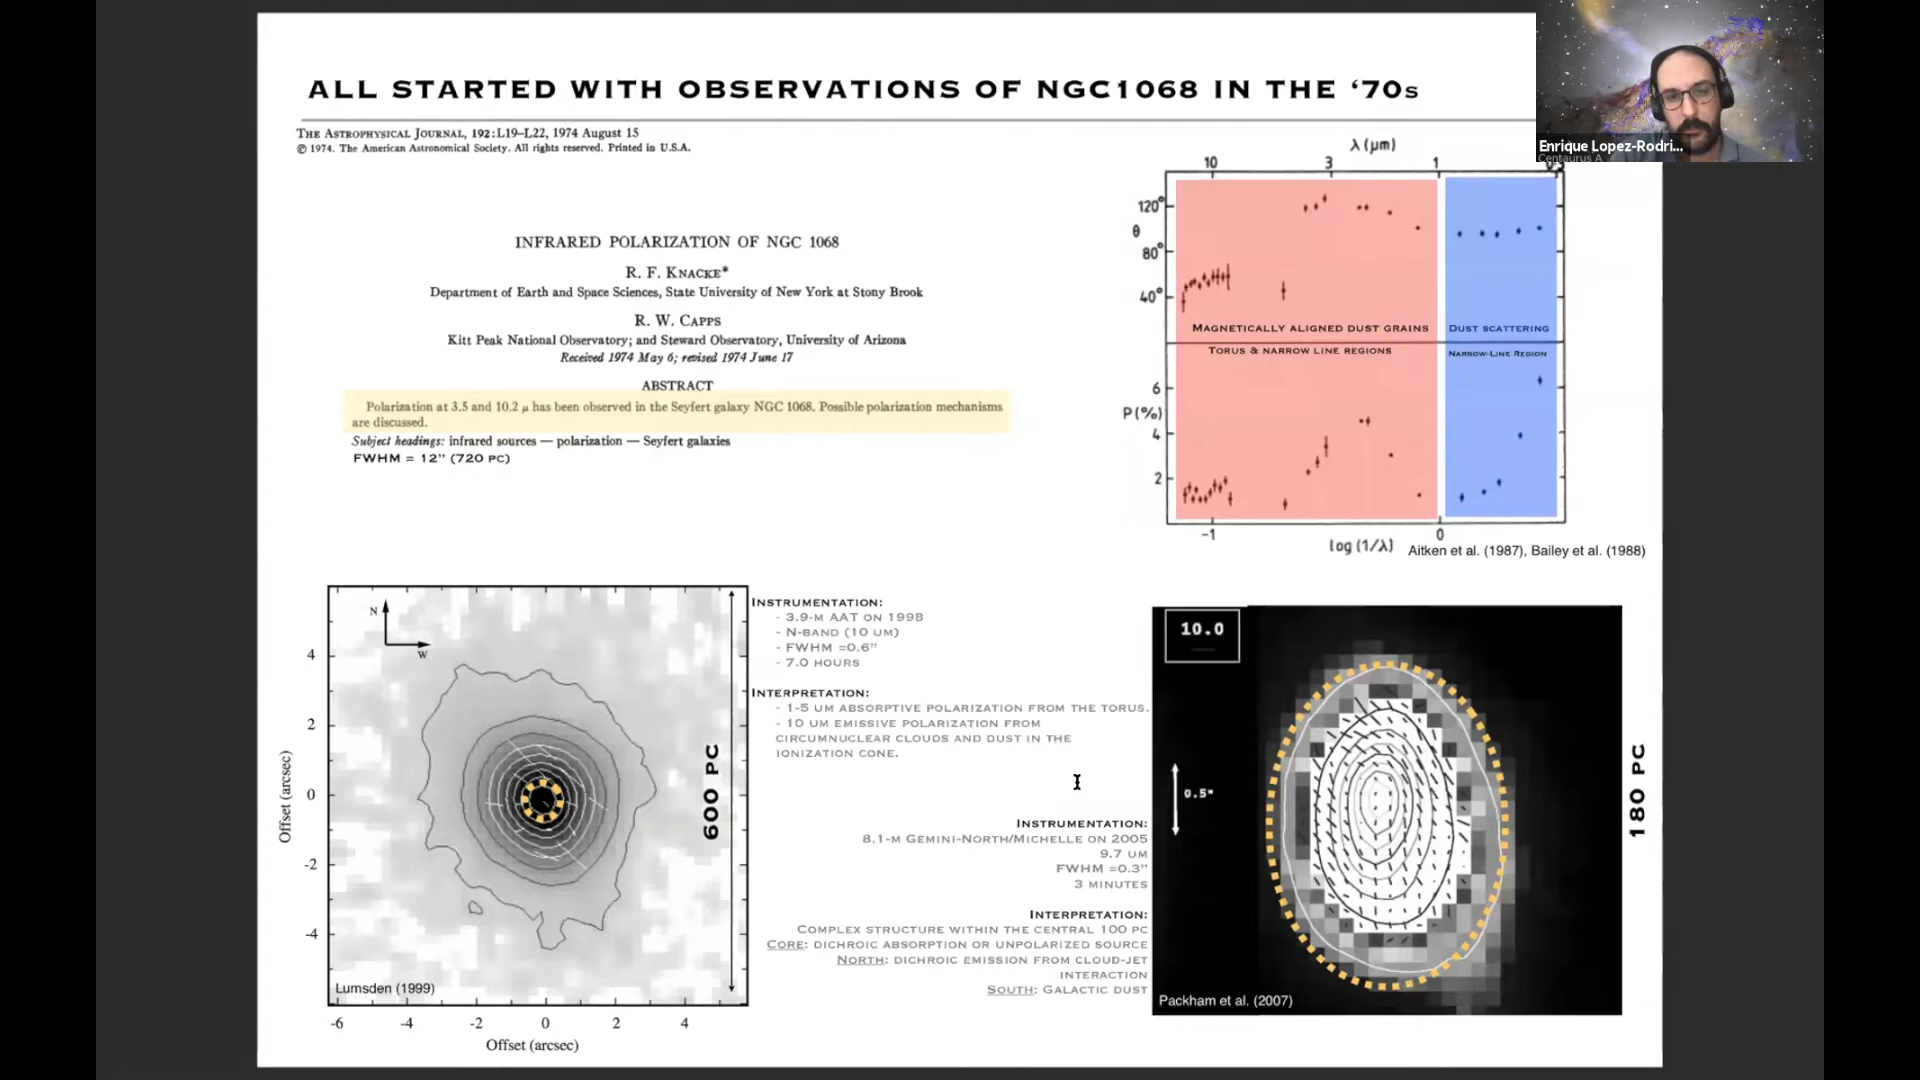 ALL STARTED WITH OBSERVATIONS OF NGC1068 IN THE ‘70s
THE ASTROPHYSICAL JOURNAL, 192:L19–L22, 1974 August 15
© 1974. The American Astronomical Society. All rights reserved. Printed in U.S.A.
INFRARED POLARIZATION OF NGC 1068
R. F. KNACKE*
Department of Earth and Space Sciences, State University of New York at Stony Brook
R. W. CAPPS
Kitt Peak National Observatory; and Steward Observatory, University of Arizona
Received 1974 May 6; revised 1974 June 17
ABSTRACT
Polarization at 3.5 and 10.2 μ has been observed in the Seyfert galaxy NGC 1068. Possible polarization mechanisms
are discussed.
Subject headings: infrared sources — polarization — Seyfert galaxies
FWHM = 12” (720 PC)
Enrique Lopez-Rodri...
Centaurus A
λ (μm)
10 3 1 0.5
120°
θ
80°
40°
MAGNETICALLY ALIGNED DUST GRAINS
DUST SCATTERING
TORUS & NARROW LINE REGIONS
NARROW-LINE REGION
6
P(%)
4
2
-1 0
log (1/λ)
Aitken et al. (1987), Bailey et al. (1988)
N
W
4
2
0
-2
-4
Offset (arcsec)
600 PC
Lumsden (1999)
-6 -4 -2 0 2 4
Offset (arcsec)
INSTRUMENTATION:
- 3.9-M AAT ON 1998
- N-BAND (10 UM)
- FWHM =0.6”
- 7.0 HOURS
INTERPRETATION:
- 1-5 UM ABSORPTIVE POLARIZATION FROM THE TORUS.
- 10 UM EMISSIVE POLARIZATION FROM
CIRCUMNUCLEAR CLOUDS AND DUST IN THE
IONIZATION CONE.
INSTRUMENTATION:
8.1-M GEMINI-NORTH/MICHELLE ON 2005
9.7 UM
FWHM =0.3”
3 MINUTES
INTERPRETATION:
COMPLEX STRUCTURE WITHIN THE CENTRAL 100 PC
CORE: DICHROIC ABSORPTION OR UNPOLARIZED SOURCE
NORTH: DICHROIC EMISSION FROM CLOUD-JET
INTERACTION
SOUTH: GALACTIC DUST
10.0
0.5"
180 PC
Packham et al. (2007)